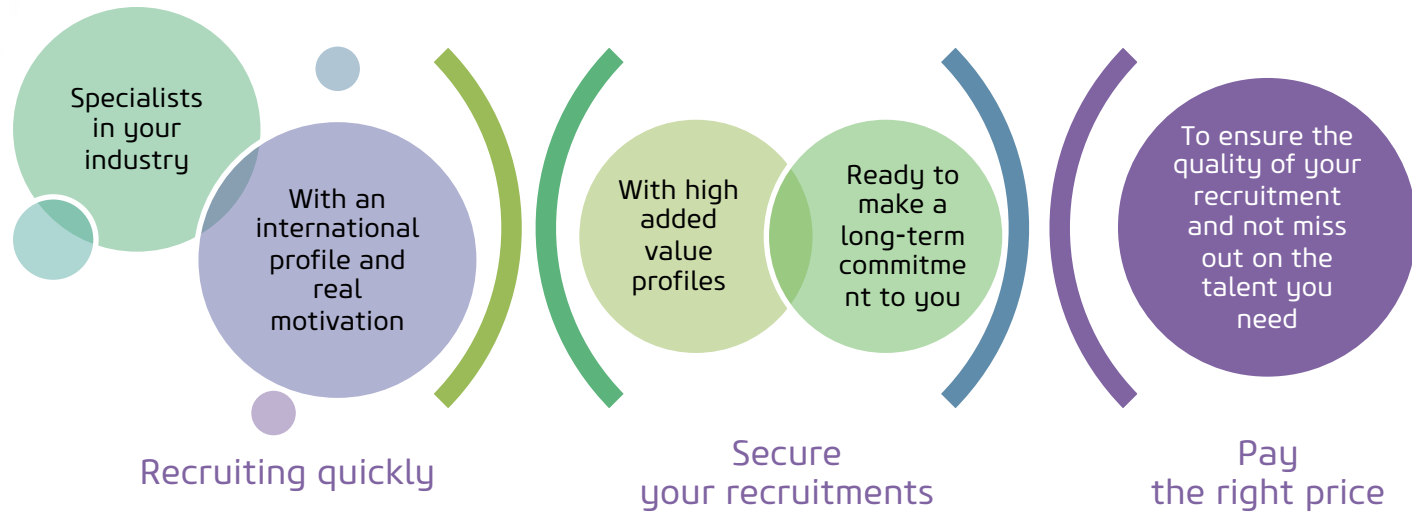 Specialists
in your
industry
With an
international
profile and
real
motivation
Recruiting quickly
With high
added
value
profiles
Ready to
make a
long-term
commitme
nt to you
Secure
your recruitments
To ensure the
quality of your
recruitment
and not miss
out on the
talent you
need
Pay
the right price